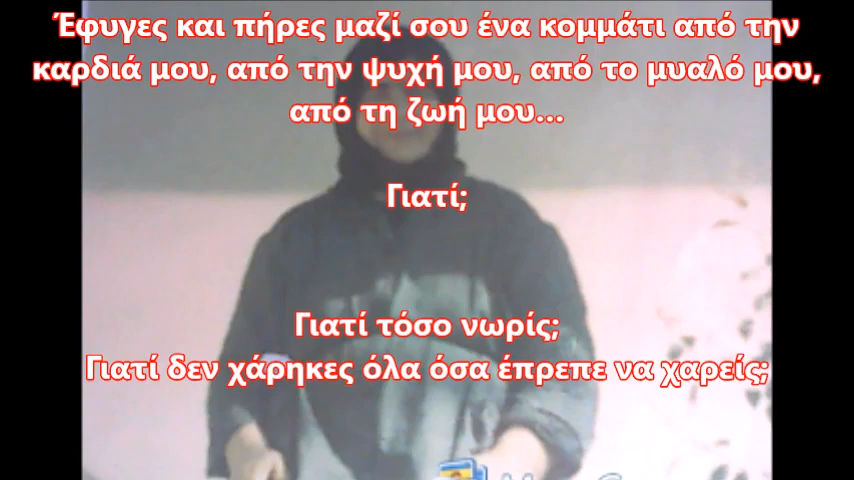 Έφυγες και πήρες μαζί σου ένα κομμάτι από την
καρδιά μου, από την ψυχή μου, από το μυαλό μου,
από τη ζωή μου...
Γιατί;
Γιατί τόσο νωρίς;
Γιατί δεν χάρηκες όλα όσα έπρεπε να χαρείς;